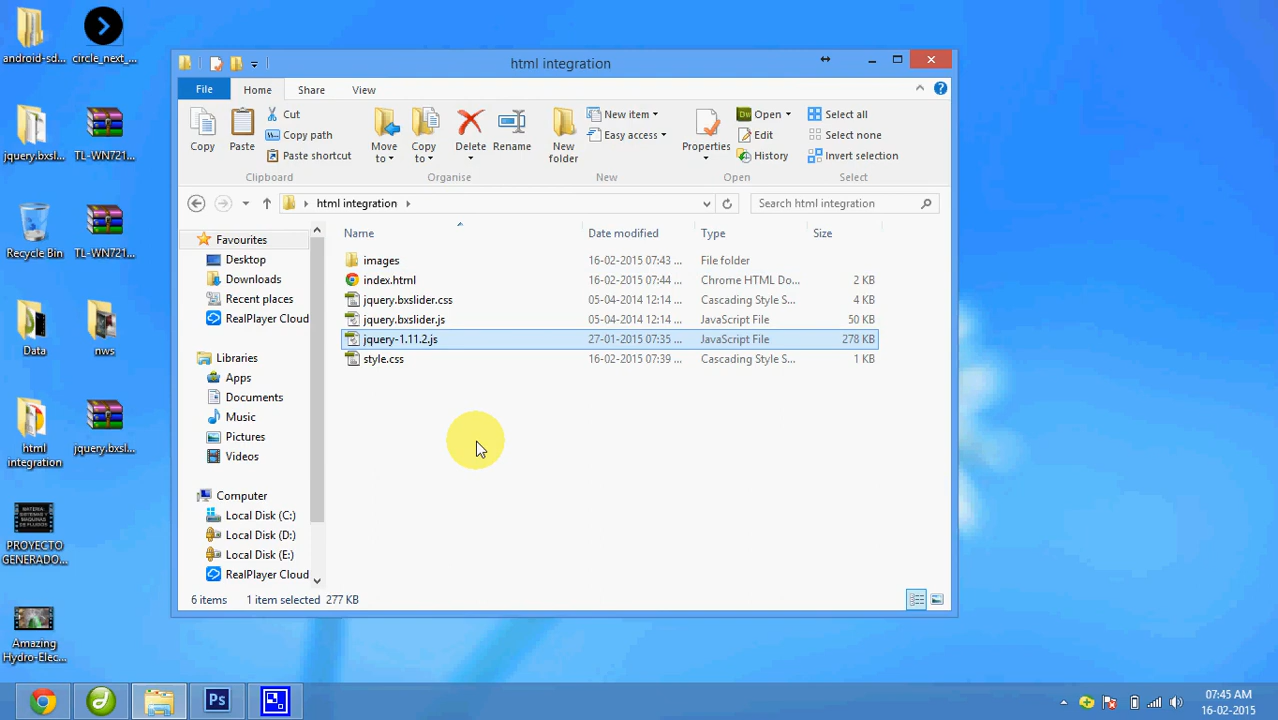 android-sd...
circle_next_...
jquery.bxsl...
TL-WN721...
Recycle Bin
TL-WN721...
Data
nws
html
integration
jquery.bxsl...
PROYECTO
GENERADO...
Amazing
Hydro-Elec...
html integration
File
Home
Share
View
Copy
Paste
Cut
Copy path
Paste shortcut
Clipboard
Move
to
Copy
to
Delete
Rename
Organise
New
folder
New item
Easy access
New
Properties
Open
Edit
History
Open
Select all
Select none
Invert selection
Select
html integration
Search html integration
Favourites
Desktop
Downloads
Recent places
RealPlayer Cloud
Libraries
Apps
Documents
Music
Pictures
Videos
Computer
Local Disk (C:)
Local Disk (D:)
Local Disk (E:)
RealPlayer Cloud
Name Date modified Type Size
images 16-02-2015 07:43 ... File folder
index.html 16-02-2015 07:44 ... Chrome HTML Do... 2 KB
jquery.bxslider.css 05-04-2014 12:14 ... Cascading Style S... 4 KB
jquery.bxslider.js 05-04-2014 12:14 ... JavaScript File 50 KB
jquery-1.11.2.js 27-01-2015 07:35 ... JavaScript File 278 KB
style.css 16-02-2015 07:39 ... Cascading Style S... 1 KB
6 items 1 item selected 277 KB
Ps
07:45 AM
16-02-2015